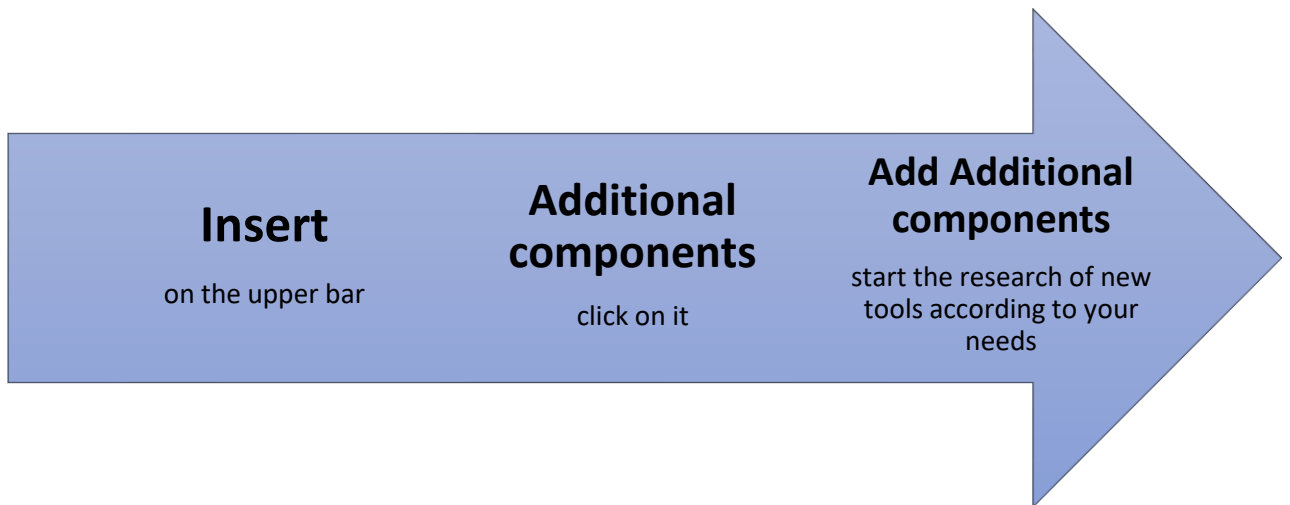 Insert
on the upper bar
Additional
components
click on it
Add Additional
components
start the research of new
tools according to your
needs